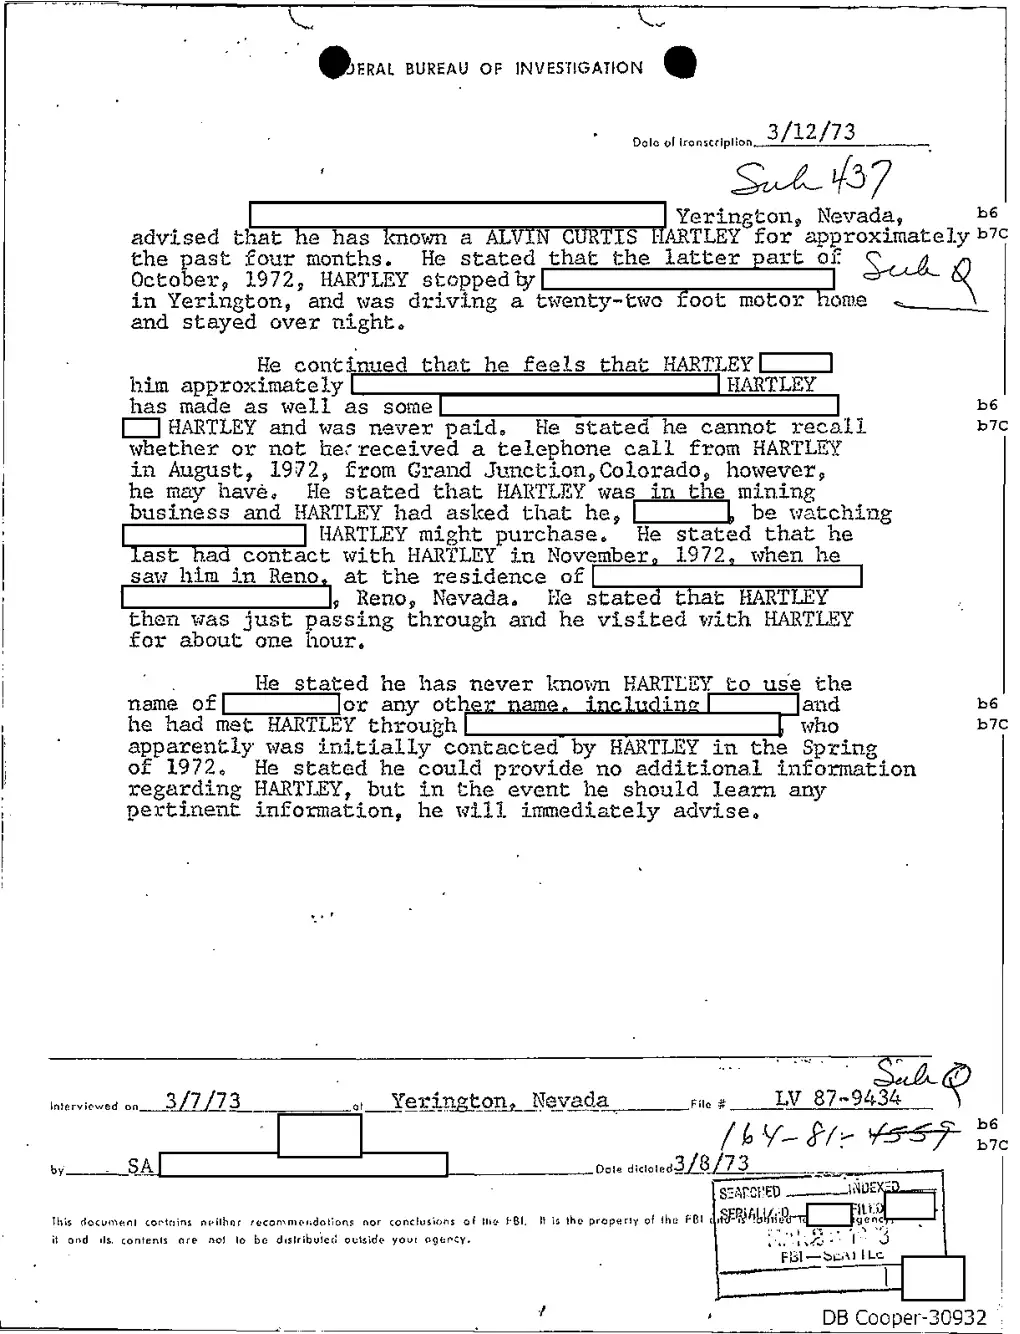 DERAL BUREAU OF INVESTIGATION
Date of transcription 3/12/73
Sub 437
Yerington, Nevada, b6
advised that he has known a ALVIN CURTIS HARTLEY for approximately b7C
the past four months. He stated that the latter part of
Sub Q
October, 1972, HARTLEY stopped by
in Yerington, and was driving a twenty-two foot motor home
and stayed over night.
He continued that he feels that HARTLEY
him approximately HARTLEY
has made as well as some b6
HARTLEY and was never paid. He stated he cannot recall b7C
whether or not he received a telephone call from HARTLEY
in August, 1972, from Grand Junction, Colorado, however,
he may have. He stated that HARTLEY was in the mining
business and HARTLEY had asked that he, , be watching
HARTLEY might purchase. He stated that he
last had contact with HARTLEY in November, 1972, when he
saw him in Reno, at the residence of
, Reno, Nevada. He stated that HARTLEY
then was just passing through and he visited with HARTLEY
for about one hour.
He stated he has never known HARTLEY to use the
name of or any other name, including and b6
he had met HARTLEY through , who b7C
apparently was initially contacted by HARTLEY in the Spring
of 1972. He stated he could provide no additional information
regarding HARTLEY, but in the event he should learn any
pertinent information, he will immediately advise.
Sub Q
Interviewed on 3/7/73 at Yerington, Nevada File # LV 87-9434
164-81- 4559 b6
b7C
by SA Date dictated 3/8/73
SEARCHED INDEXED
SERIALIZED FILED
This document contains neither recommendations nor conclusions of the FBI. It is the property of the FBI and is loaned to agency;
it and its contents are not to be distributed outside your agency.
FBI—SEATTLE
DB Cooper-30932